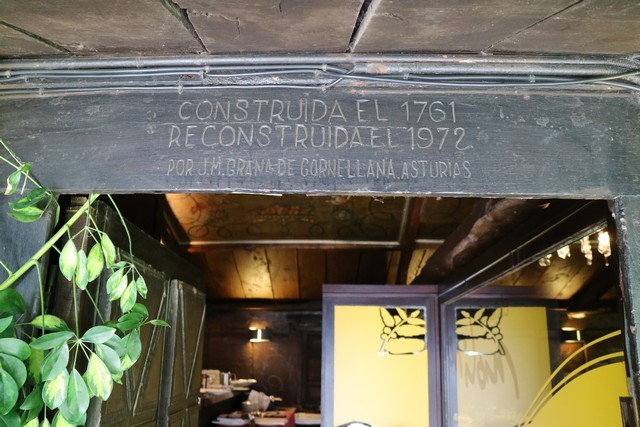 CONSTRUIDA EL 1761
RECONSTRUIDA EL 1972
POR J.M. GRANA DE CORNELLANA. ASTURIAS